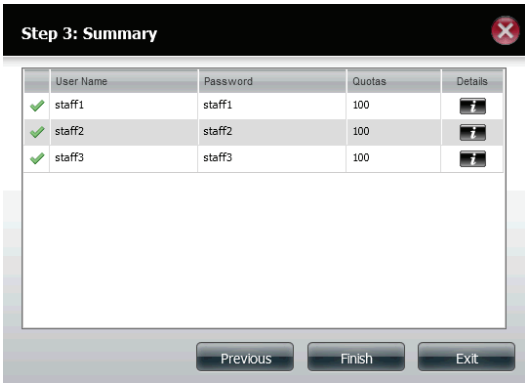 Step 3: Summary
User Name Password Quotas Details
staff1 staff1 100
staff2 staff2 100
staff3 staff3 100
Previous Finish Exit